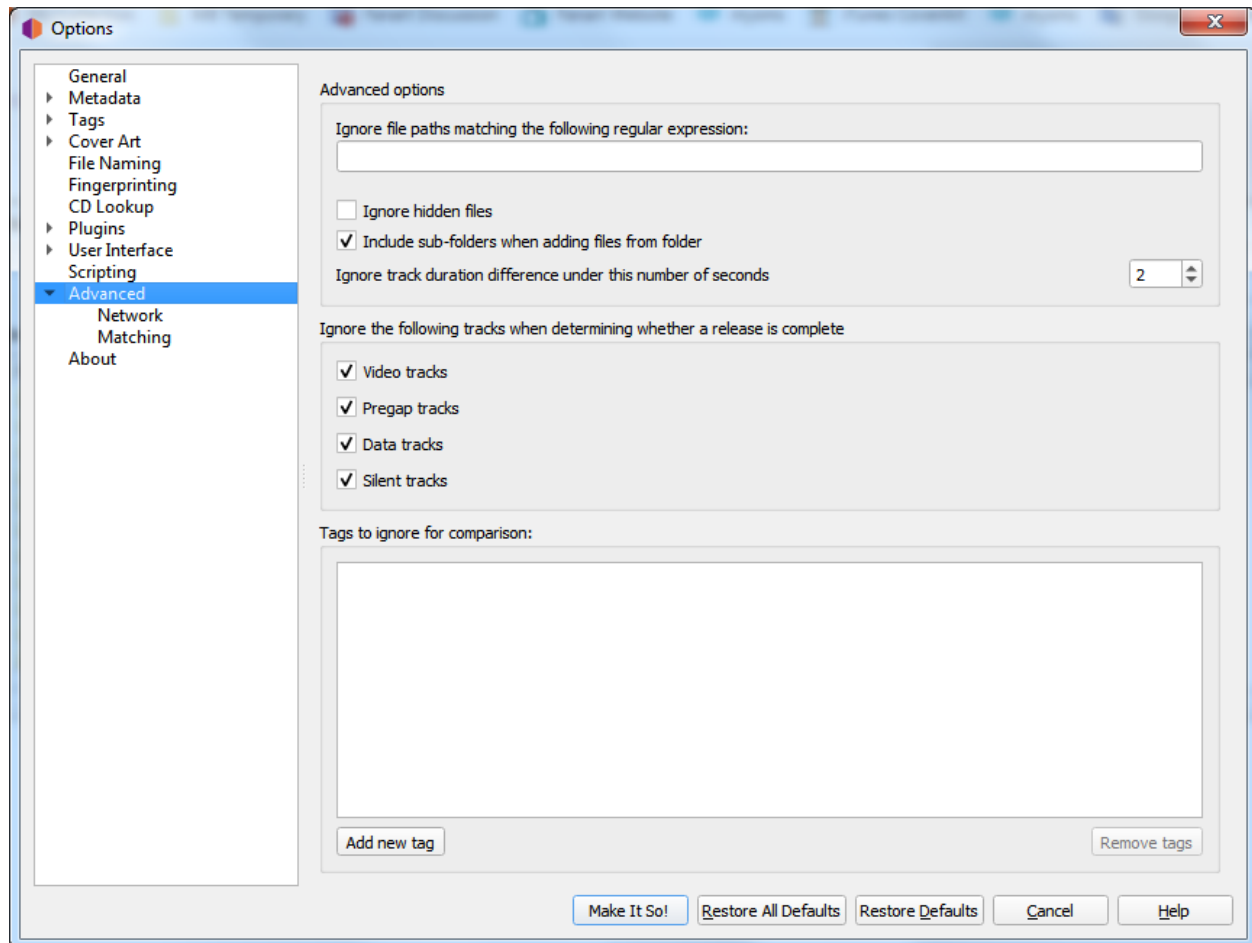 Options
General
Metadata
Tags
Cover Art
File Naming
Fingerprinting
CD Lookup
Plugins
User Interface
Scripting
Advanced
Network
Matching
About
Advanced options
Ignore file paths matching the following regular expression:
Ignore hidden files
Include sub-folders when adding files from folder
Ignore track duration difference under this number of seconds 2
Ignore the following tracks when determining whether a release is complete
Video tracks
Pregap tracks
Data tracks
Silent tracks
Tags to ignore for comparison:
Add new tag Remove tags
Make It So! Restore All Defaults Restore Defaults Cancel Help